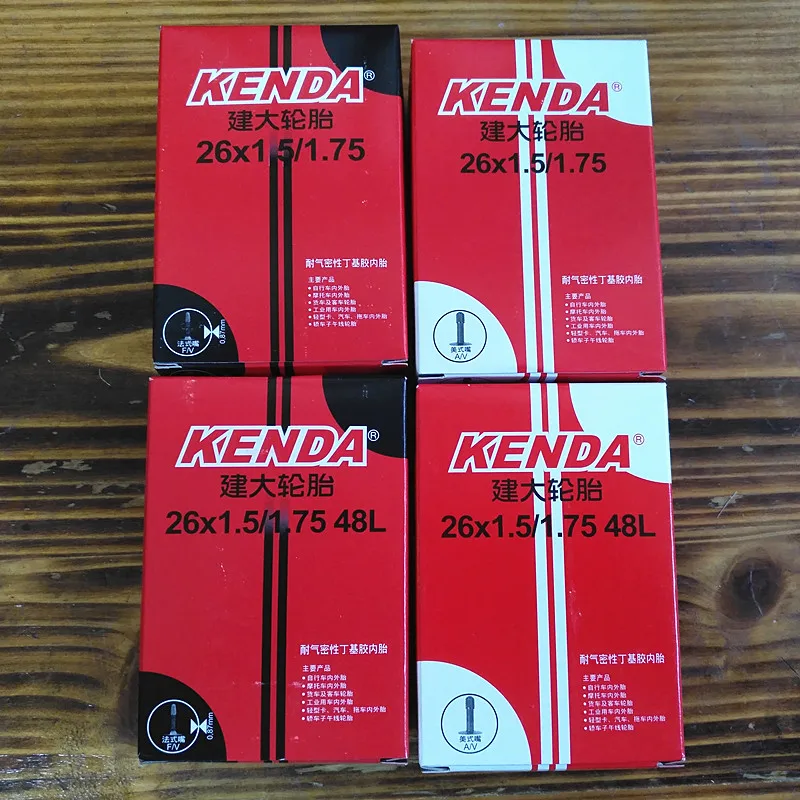 KENDA®
建大轮胎
26x1.5/1.75
耐气密性丁基胶内胎
主要产品
• 自行车内外胎
• 摩托车内外胎
• 货车及客车轮胎
• 工业用车内外胎
• 轻型卡、汽车、拖车内外胎
• 轿车子午线轮胎
法式嘴
F/V
0.87mm
KENDA®
建大轮胎
26x1.5/1.75
耐气密性丁基胶内胎
主要产品
• 自行车内外胎
• 摩托车内外胎
• 货车及客车轮胎
• 工业用车内外胎
• 轻型卡、汽车、拖车内外胎
• 轿车子午线轮胎
美式嘴
A/V
KENDA®
建大轮胎
26x1.5/1.75 48L
耐气密性丁基胶内胎
主要产品
• 自行车内外胎
• 摩托车内外胎
• 货车及客车轮胎
• 工业用车内外胎
• 轻型卡、汽车、拖车内外胎
• 轿车子午线轮胎
法式嘴
F/V
0.87mm
KENDA®
建大轮胎
26x1.5/1.75 48L
耐气密性丁基胶内胎
主要产品
• 自行车内外胎
• 摩托车内外胎
• 货车及客车轮胎
• 工业用车内外胎
• 轻型卡、汽车、拖车内外胎
• 轿车子午线轮胎
美式嘴
A/V